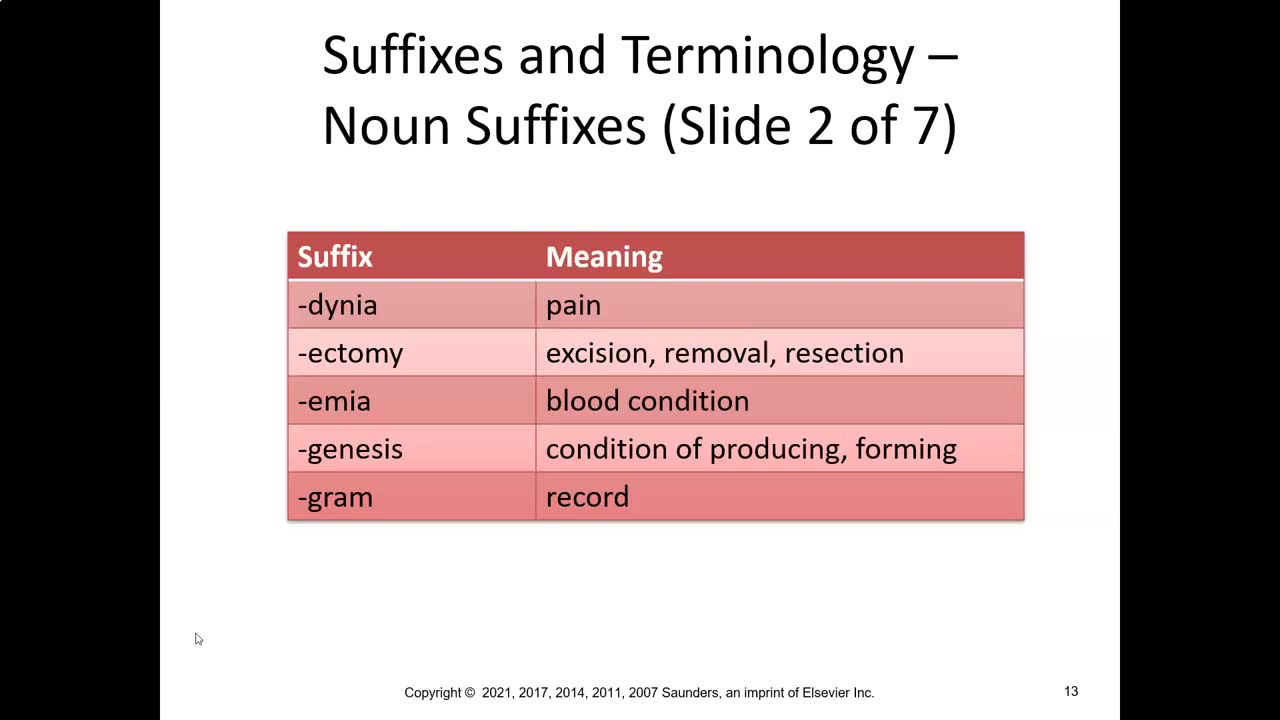 Suffixes and Terminology –
Noun Suffixes (Slide 2 of 7)
Suffix Meaning
-dynia pain
-ectomy excision, removal, resection
-emia blood condition
-genesis condition of producing, forming
-gram record
Copyright © 2021, 2017, 2014, 2011, 2007 Saunders, an imprint of Elsevier Inc.
13